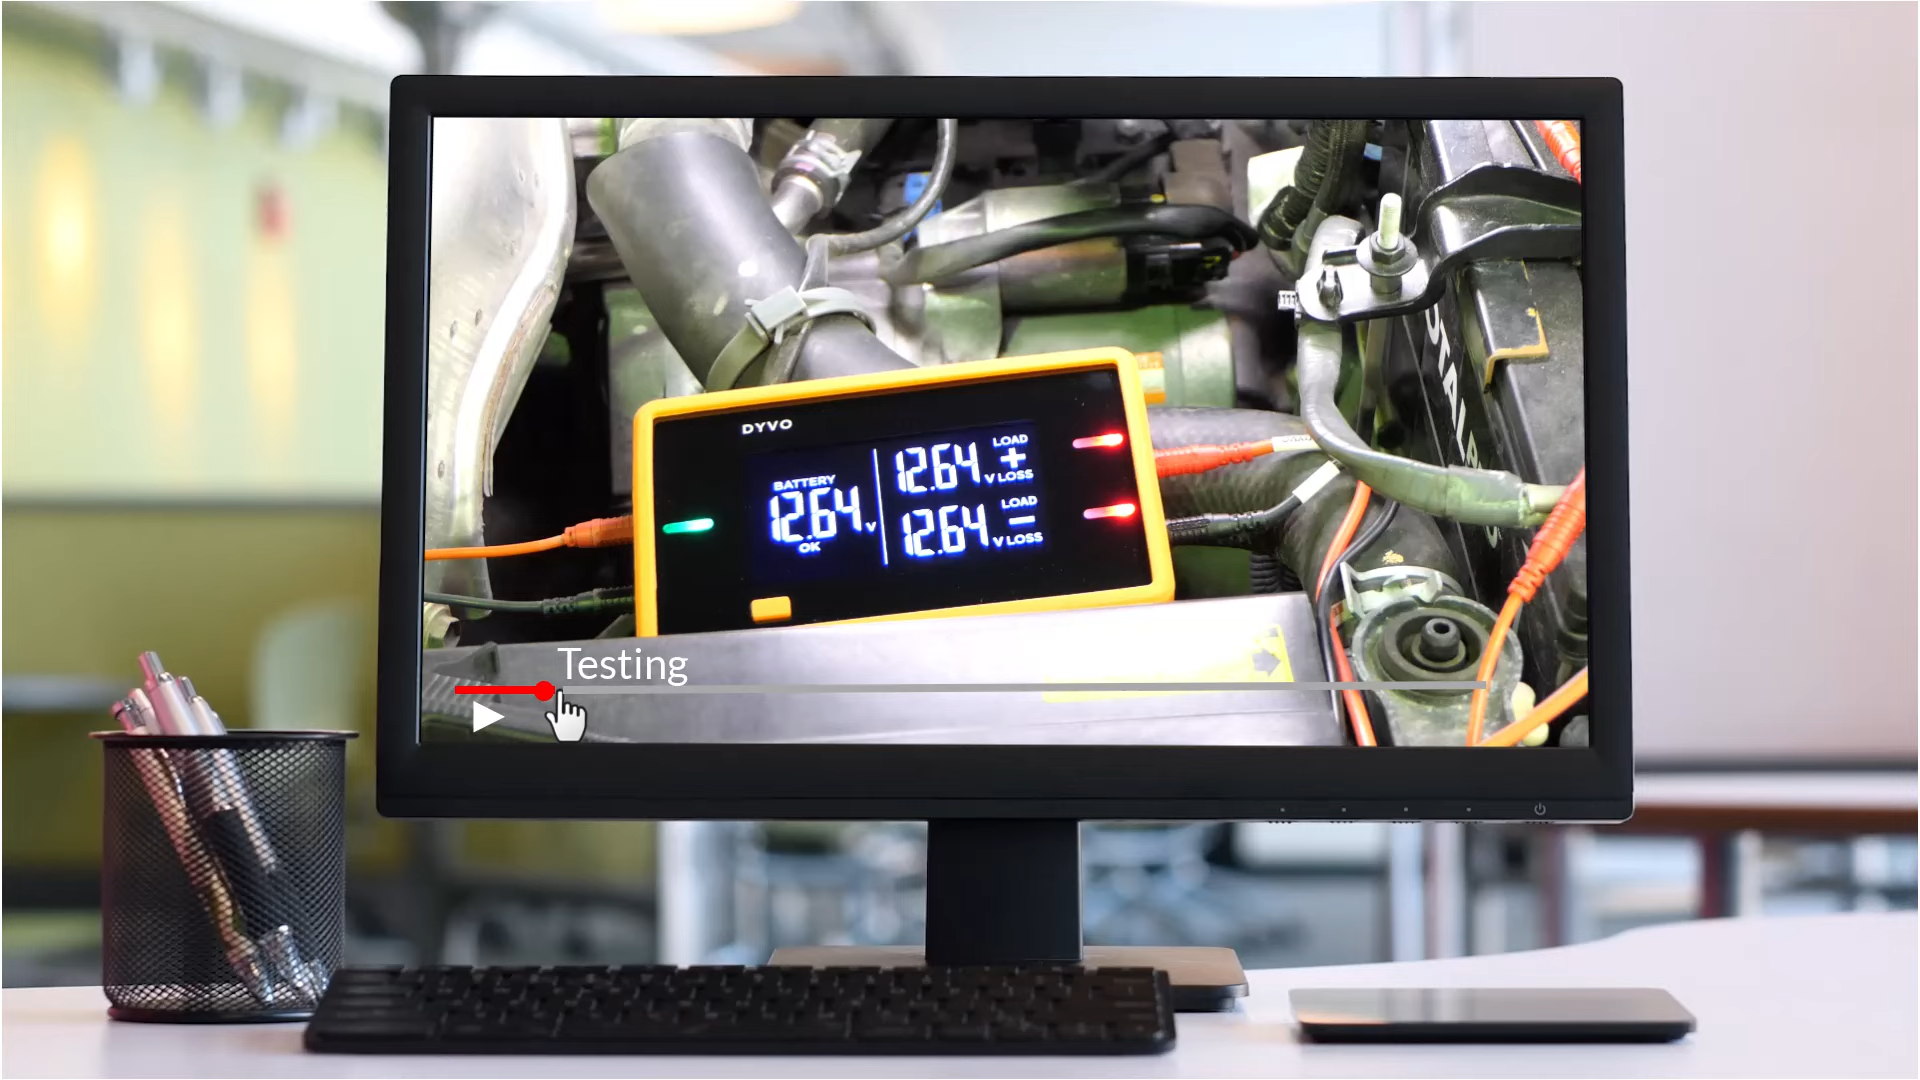 DYVO
BATTERY
12.64 V
OK
12.64 V LOSS
LOAD +
12.64 V LOSS
LOAD −
Testing